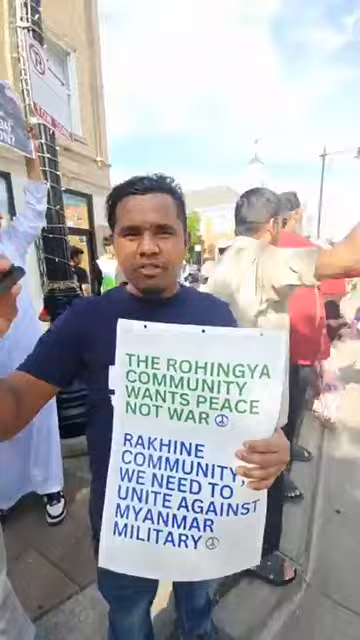 THE ROHINGYA
COMMUNITY
WANTS PEACE
NOT WAR
RAKHINE
COMMUNITY,
WE NEED TO
UNITE AGAINST
MYANMAR
MILITARY